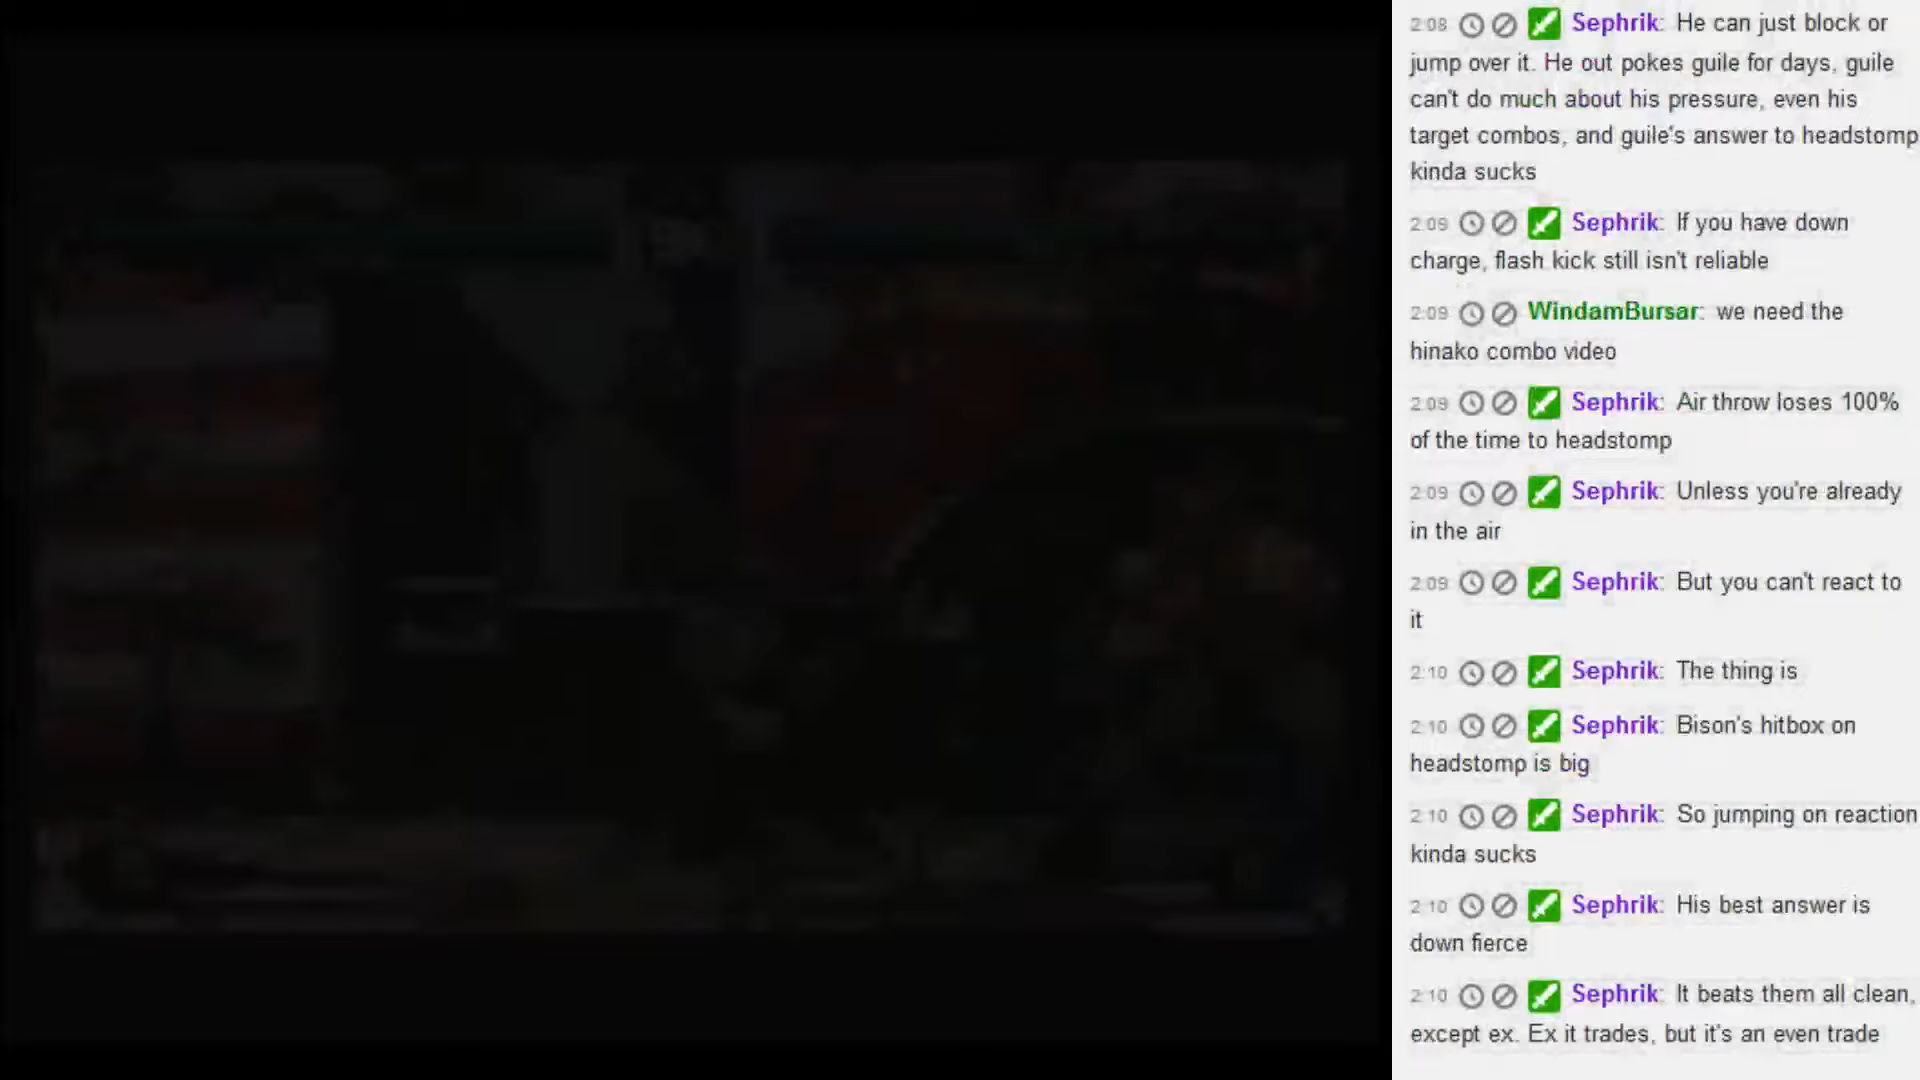 2:08 Sephrik: He can just block or
jump over it. He out pokes guile for days, guile
can't do much about his pressure, even his
target combos, and guile's answer to headstomp
kinda sucks
2:09 Sephrik: If you have down
charge, flash kick still isn't reliable
2:09 WindamBursar: we need the
hinako combo video
2:09 Sephrik: Air throw loses 100%
of the time to headstomp
2:09 Sephrik: Unless you're already
in the air
2:09 Sephrik: But you can't react to
it
2:10 Sephrik: The thing is
2:10 Sephrik: Bison's hitbox on
headstomp is big
2:10 Sephrik: So jumping on reaction
kinda sucks
2:10 Sephrik: His best answer is
down fierce
2:10 Sephrik: It beats them all clean,
except ex. Ex it trades, but it's an even trade